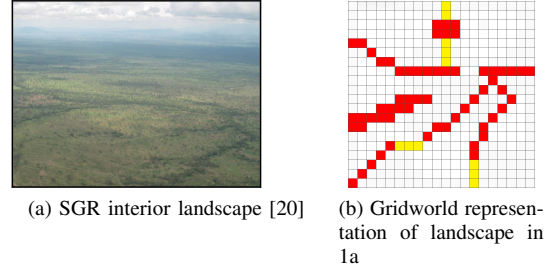 (a) SGR interior landscape [20]
(b) Gridworld represen-
tation of landscape in
1a